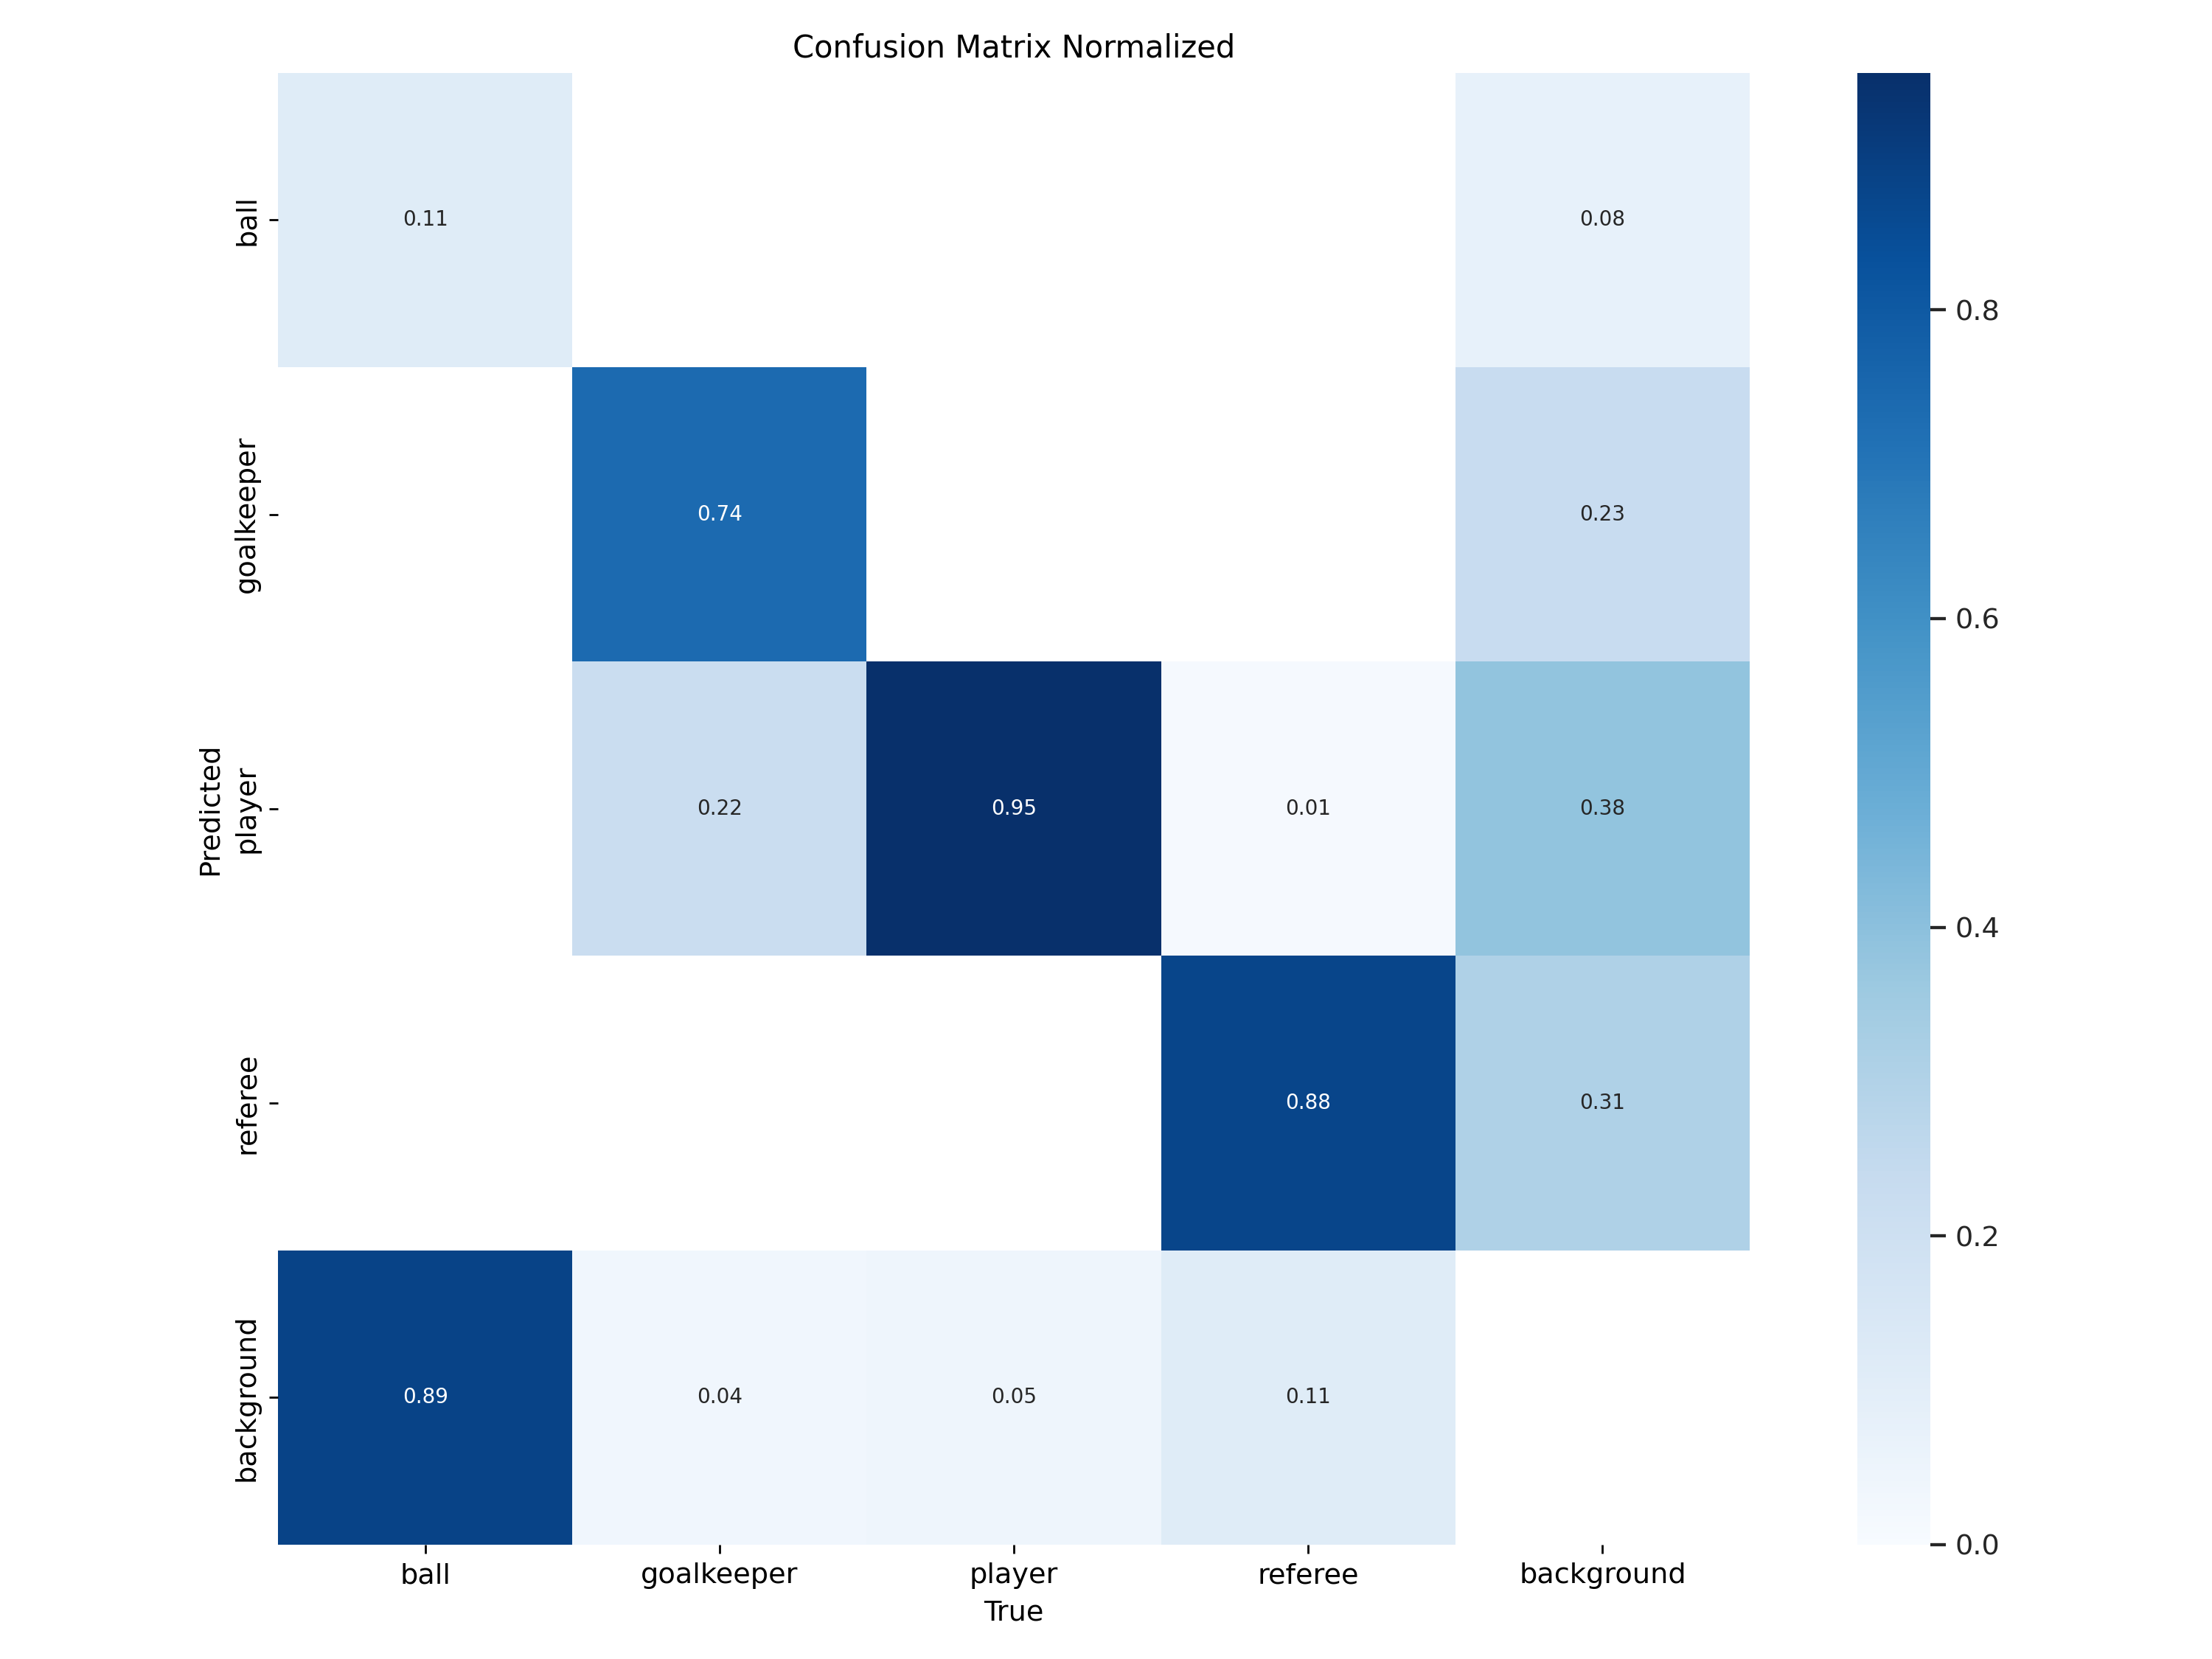 Confusion Matrix Normalized
Predicted
ball
0.11
0.08
goalkeeper
0.74
0.23
player
0.22
0.95
0.01
0.38
referee
0.88
0.31
background
0.89
0.04
0.05
0.11
ball
goalkeeper
player
referee
background
True
0.8
0.6
0.4
0.2
0.0